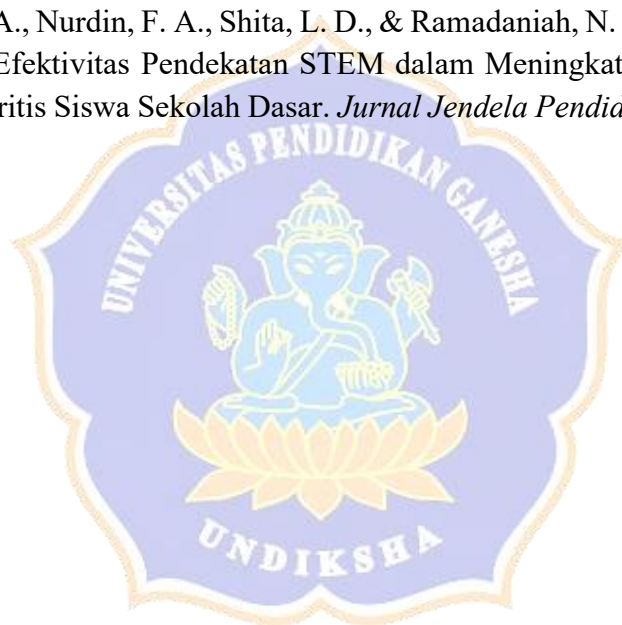 A., Nurdin, F. A., Shita, L. D., & Ramadaniah, N.
Efektivitas Pendekatan STEM dalam Meningkat
ritis Siswa Sekolah Dasar. Jurnal Jendela Pendid
UNIVERSITAS PENDIDIKAN GANESHA
UNDIKSHA